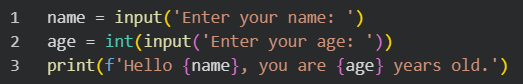 1 name = input('Enter your name: ')
2 age = int(input('Enter your age: '))
3 print(f'Hello {name}, you are {age} years old.')